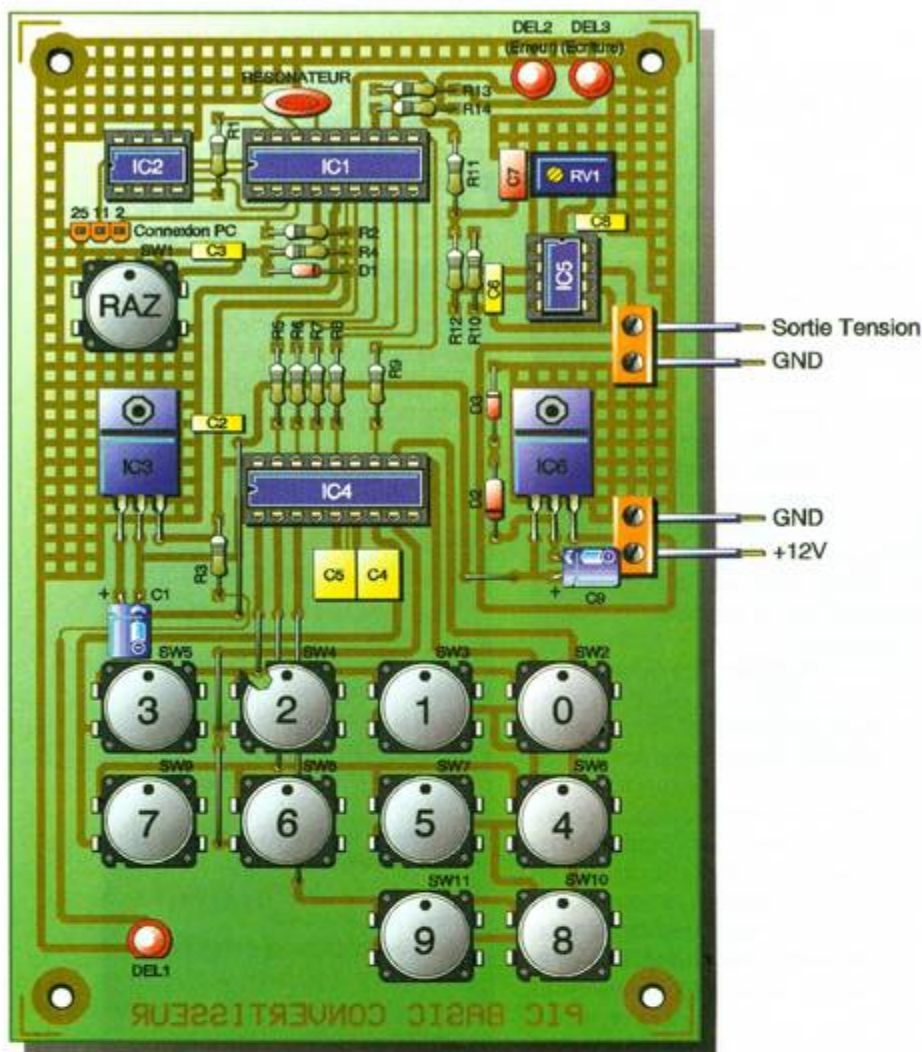 DEL2 DEL3
(Erreur) (Ecriture)
RESONATEUR
R13
R14
R1
IC2
IC1
R11
C7
RV1
C8
25 11 2
Connexion PC
R2
SW1
C3
R4
D1
RAZ
C6
IC5
R12
R10
Sortie Tension
GND
R5
R6
R7
R8
R9
D3
C2
IC3
IC6
IC4
D2
GND
+12V
R3
C5
C4
+
C1
+
C9
SW5
SW4
SW3
SW2
3
2
1
0
SW9
SW8
SW7
SW6
7
6
5
4
SW11
SW10
9
8
DEL1
PIC BASIC CONVERTISSEUR